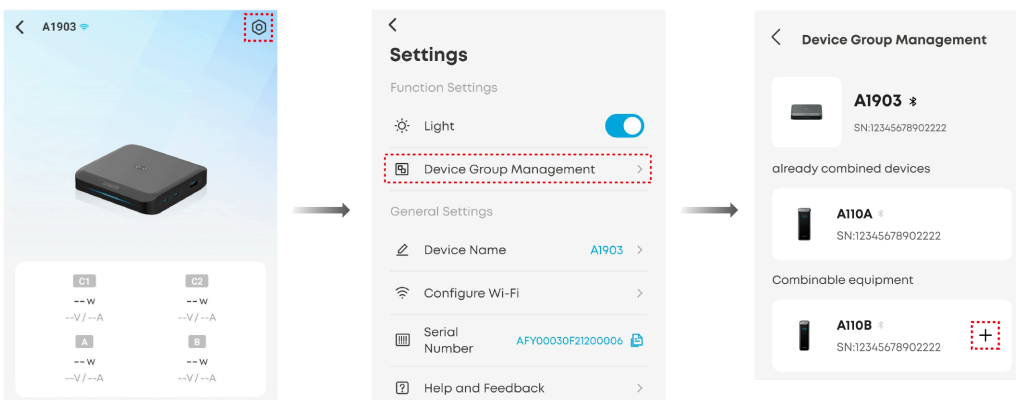 A1903
C1
C2
-- W
-- W
--V/--A
--V/--A
A
B
-- W
-- W
--V/--A
--V/--A
Settings
Function Settings
Light
Device Group Management
General Settings
Device Name
A1903
Configure Wi-Fi
Serial
Number
AFY00030F21200006
Help and Feedback
Device Group Management
A1903
SN:12345678902222
already combined devices
A110A
SN:12345678902222
Combinable equipment
A110B
SN:12345678902222